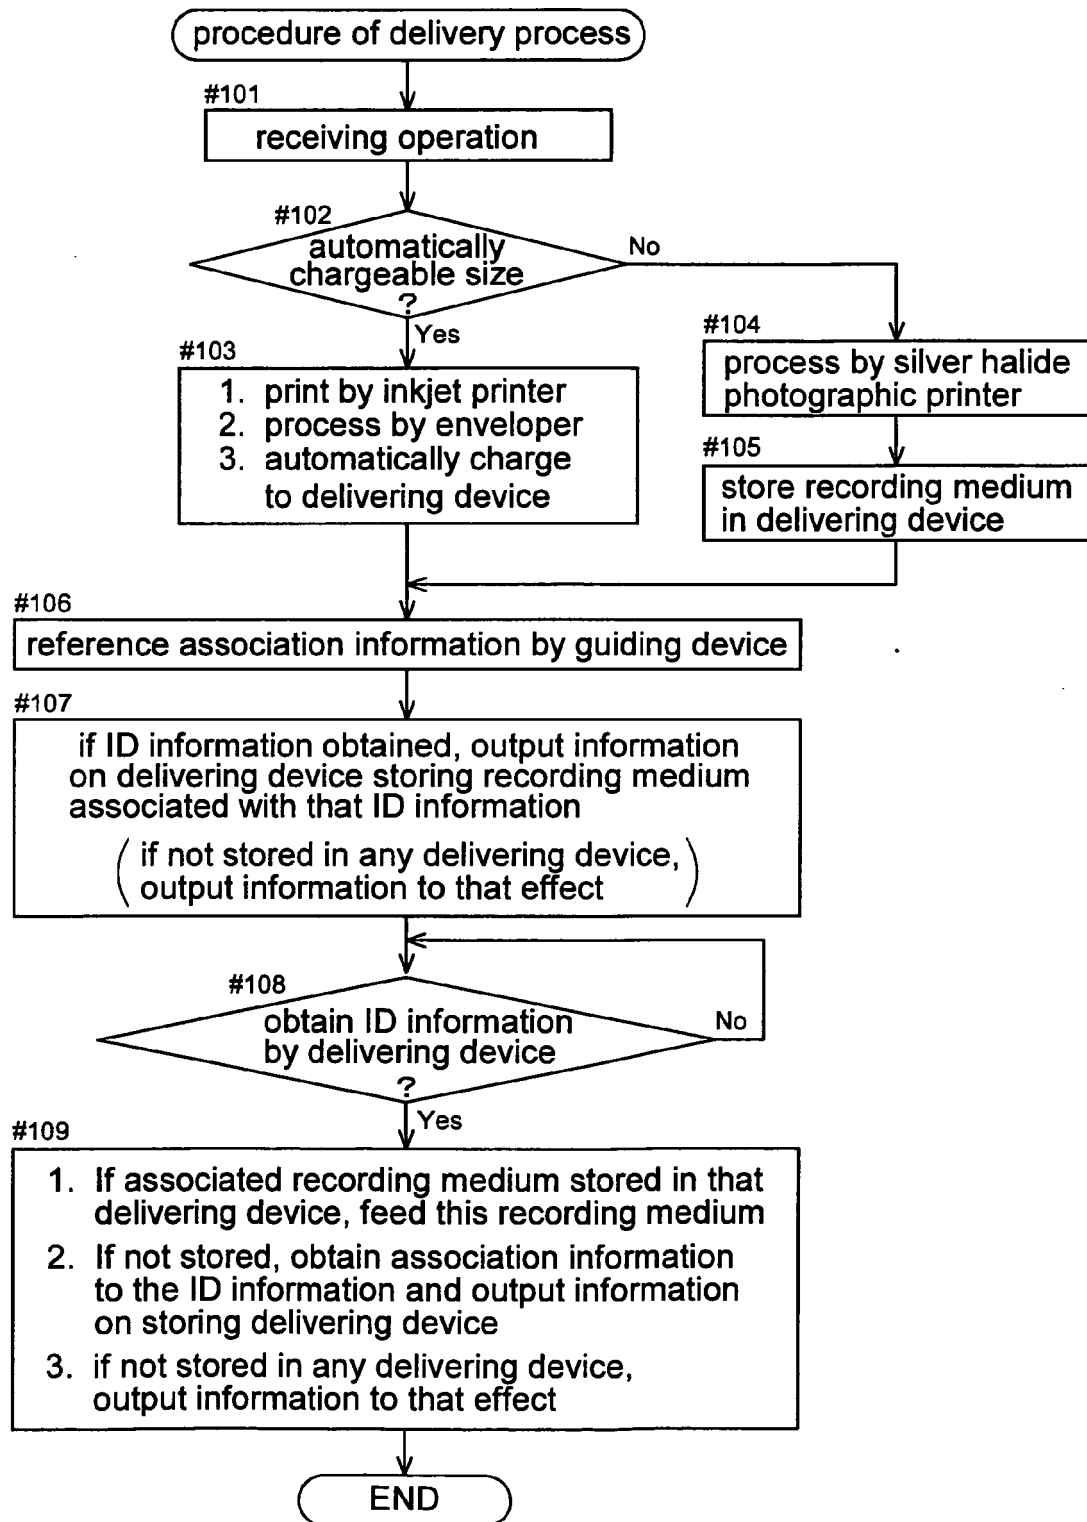 procedure of delivery process
#101
receiving operation
#102
automatically
chargeable size
?
No
Yes
#103
1. print by inkjet printer
2. process by enveloper
3. automatically charge
to delivering device
#104
process by silver halide
photographic printer
#105
store recording medium
in delivering device
#106
reference association information by guiding device
#107
if ID information obtained, output information
on delivering device storing recording medium
associated with that ID information
( if not stored in any delivering device,
output information to that effect )
#108
obtain ID information
by delivering device
?
No
Yes
#109
1. If associated recording medium stored in that
delivering device, feed this recording medium
2. If not stored, obtain association information
to the ID information and output information
on storing delivering device
3. if not stored in any delivering device,
output information to that effect
END